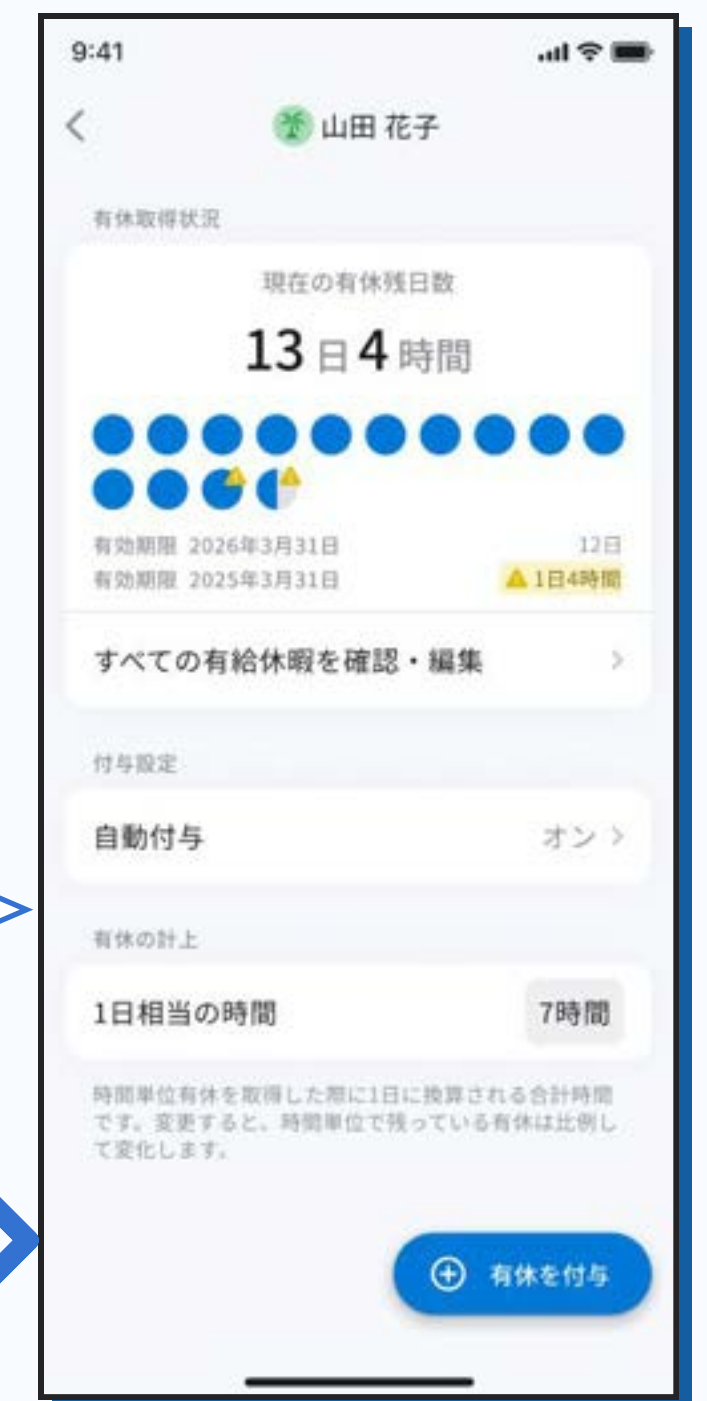 9:41
山田 花子
有休取得状況
現在の有休残日数
13日4時間
有効期限 2026年3月31日 12日
有効期限 2025年3月31日 1日4時間
すべての有給休暇を確認・編集
付与設定
自動付与 オン
有休の計上
1日相当の時間 7時間
時間単位有休を取得した際に1日に換算される合計時間
です。変更すると、時間単位で残っている有休は比例し
て変化します。
有休を付与